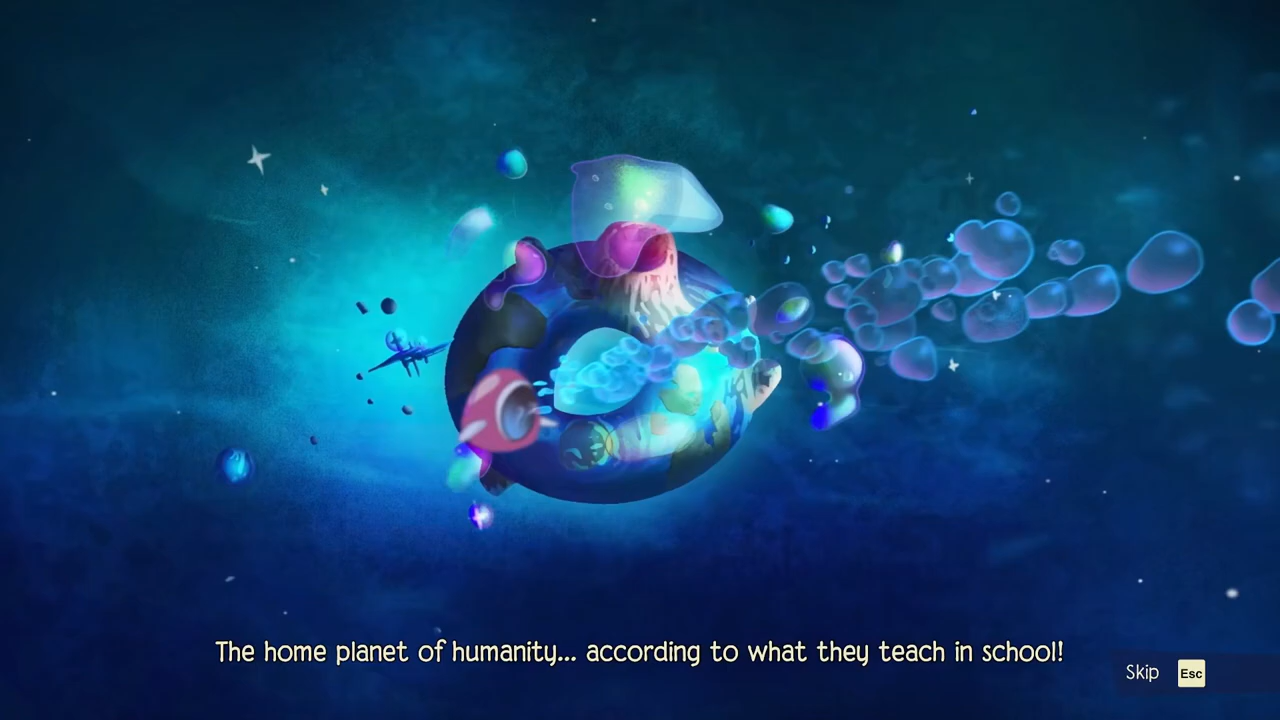 The home planet of humanity... according to what they teach in school!
Skip Esc